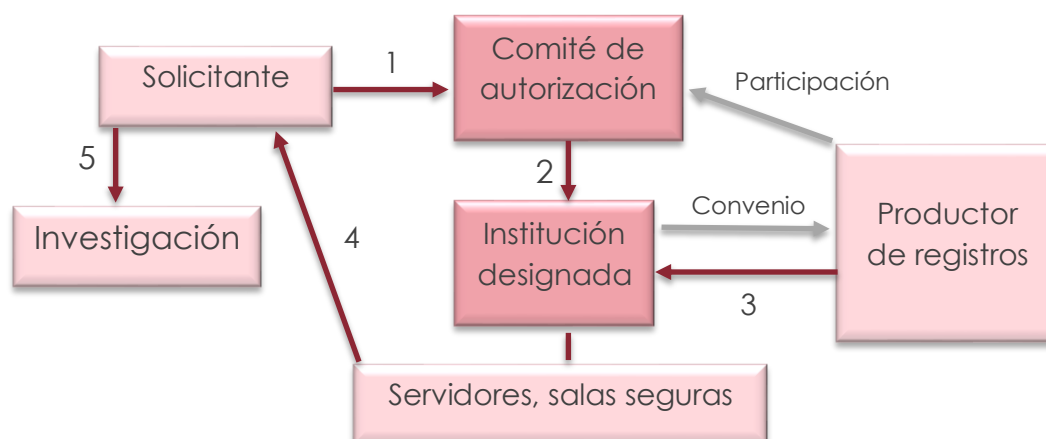 Solicitante
1
Comité de
autorización
Participación
5
2
Investigación
4
Institución
designada
Convenio
3
Productor
de registros
Servidores, salas seguras